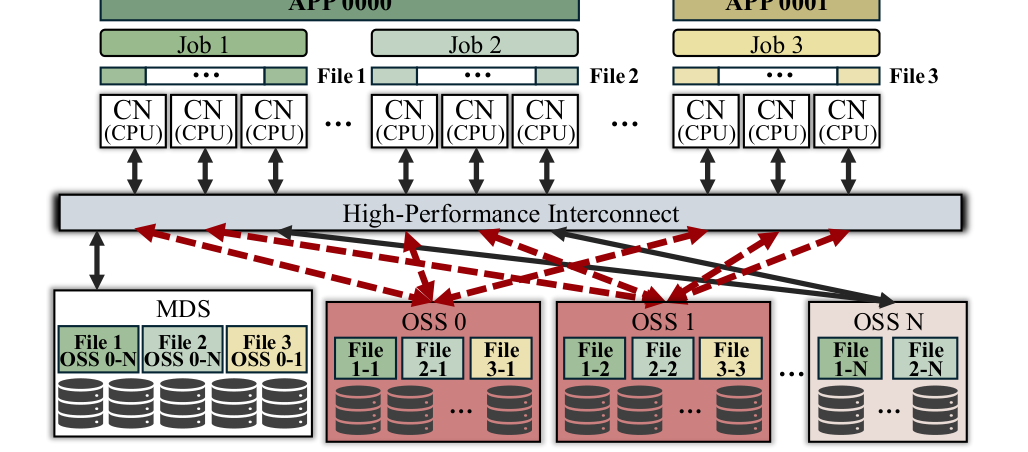 APP 0000
APP 0001
Job 1
Job 2
Job 3
... File 1
... File 2
... File 3
CN
(CPU)
CN
(CPU)
CN
(CPU)
...
CN
(CPU)
CN
(CPU)
CN
(CPU)
...
CN
(CPU)
CN
(CPU)
CN
(CPU)
High-Performance Interconnect
MDS
File 1
OSS 0-N
File 2
OSS 0-N
File 3
OSS 0-1
OSS 0
File
1-1
File
2-1
File
3-1
...
OSS 1
File
1-2
File
2-2
File
3-3
...
...
OSS N
File
1-N
File
2-N
...